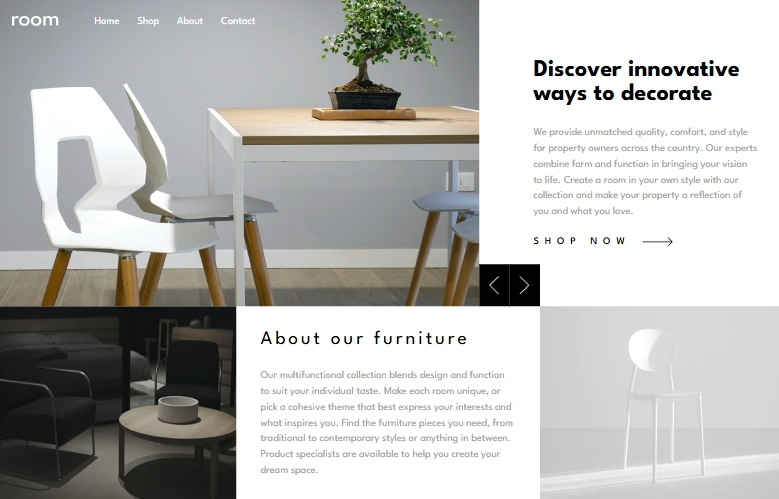 room
Home Shop About Contact
Discover innovative
ways to decorate
We provide unmatched quality, comfort, and style
for property owners across the country. Our experts
combine form and function in bringing your vision
to life. Create a room in your own style with our
collection and make your property a reflection of
you and what you love.
SHOP NOW
About our furniture
Our multifunctional collection blends design and function
to suit your individual taste. Make each room unique, or
pick a cohesive theme that best express your interests and
what inspires you. Find the furniture pieces you need, from
traditional to contemporary styles or anything in between.
Product specialists are available to help you create your
dream space.